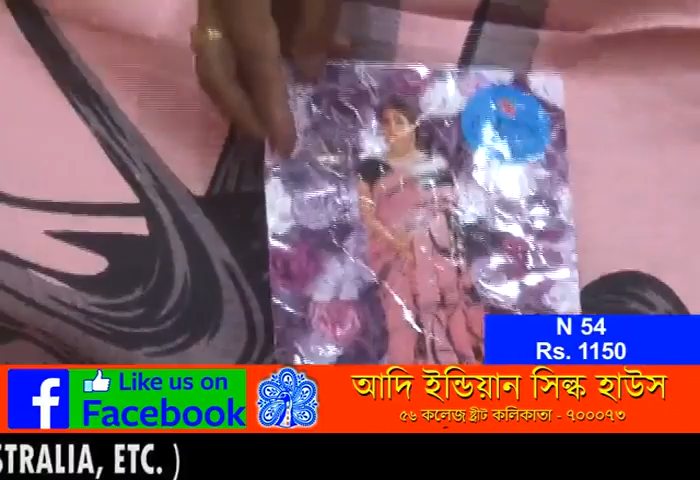 N 54
Rs. 1150
Like us on
Facebook
আদি ইন্ডিয়ান সিল্ক হাউস
৫৬ কলেজ ষ্ট্রীট কলিকাতা - ৭০০০৭৩
STRALIA, ETC. )